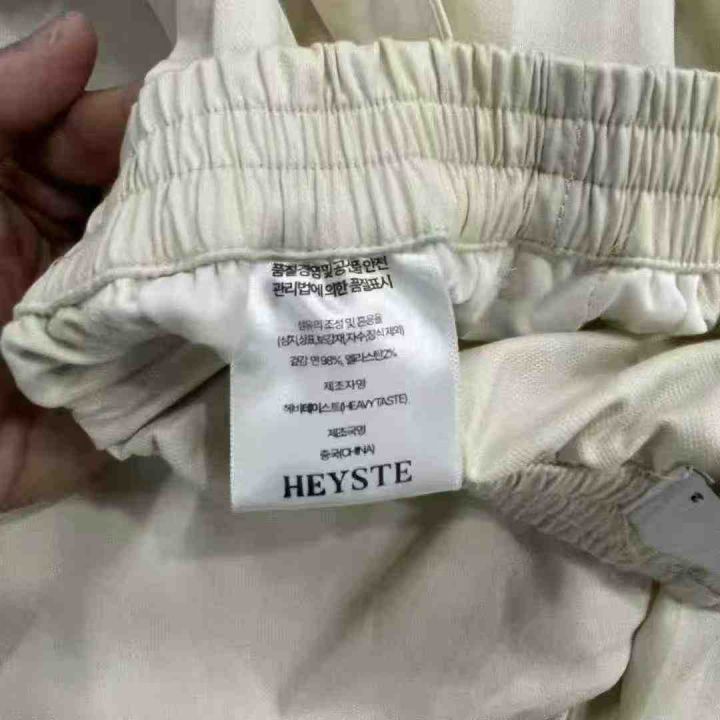 품질경영및공산품안전
관리법에 의한 품질표시
섬유의 조성 및 혼용율
(상지,상표,보강재,자수,장식 제외)
겉감 면 98%, 엘라스틴2%
제조자명
헤비테이스트(HEAVYTASTE)
제조국명
중국(CHINA)
HEYSTE